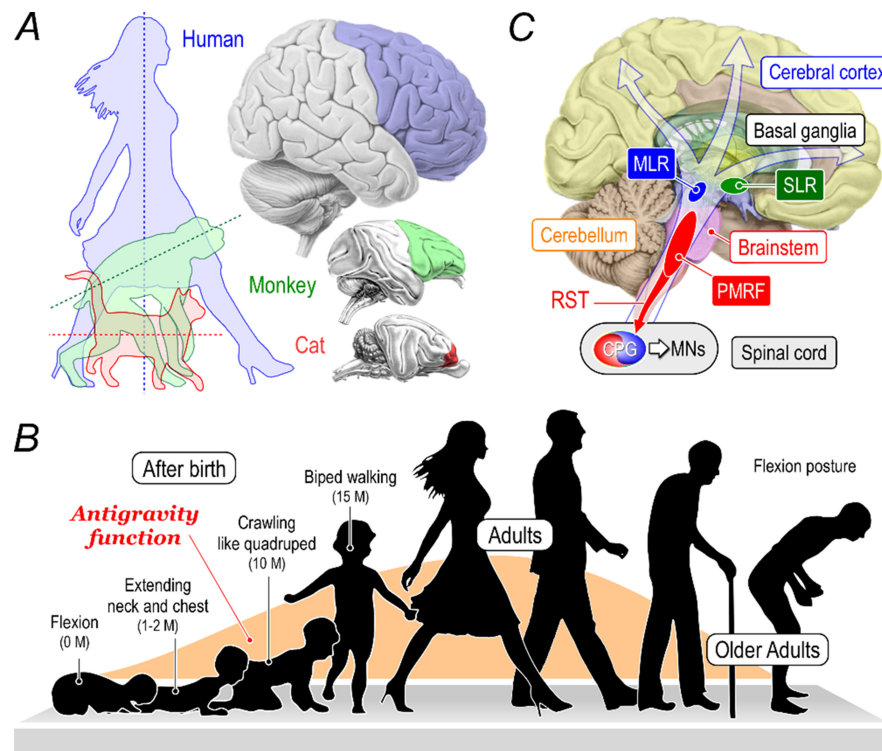 A
Human
Monkey
Cat
C
Cerebral cortex
Basal ganglia
MLR
SLR
Cerebellum
Brainstem
RST
PMRF
CPG
MNs
Spinal cord
B
After birth
Antigravity
function
Flexion
(0 M)
Extending
neck and chest
(1-2 M)
Crawling
like quadruped
(10 M)
Biped walking
(15 M)
Adults
Flexion posture
Older Adults